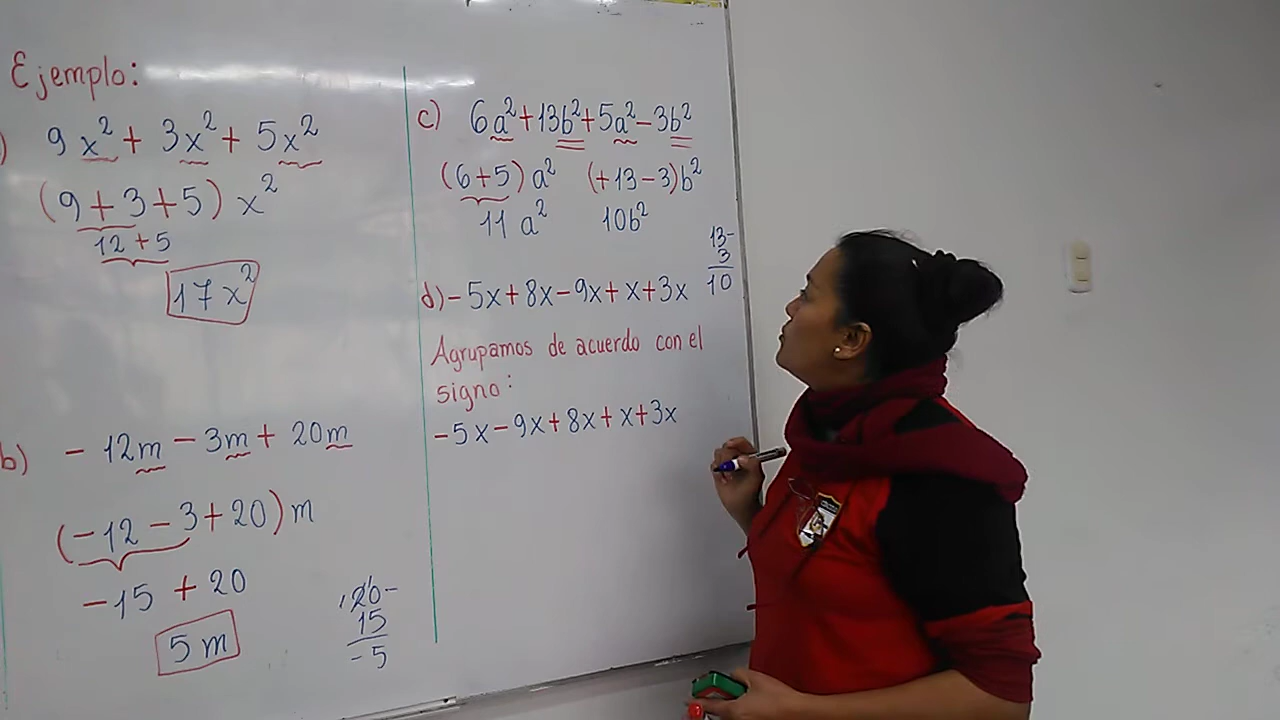 Ejemplo:
) 9x² + 3x² + 5x²
(9 + 3 + 5) x²
12 + 5
17x²
b) - 12m - 3m + 20m
(-12 - 3 + 20) m
-15 + 20
5m
20-
15
-5
c) 6a² + 13b² + 5a² - 3b²
(6+5) a² (+13-3) b²
11a² 10b²
13-
3
10
d) - 5x + 8x - 9x + x + 3x
Agrupamos de acuerdo con el
signo:
- 5x - 9x + 8x + x + 3x